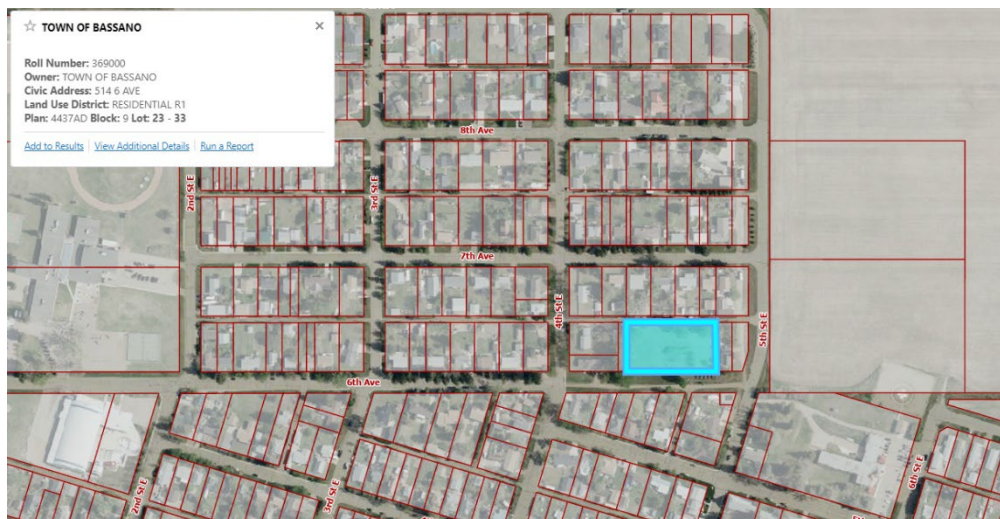 ☆ TOWN OF BASSANO ×
Roll Number: 369000
Owner: TOWN OF BASSANO
Civic Address: 514 6 AVE
Land Use District: RESIDENTIAL R1
Plan: 4437AD Block: 9 Lot: 23 - 33
Add to Results | View Additional Details | Run a Report
8th Ave
2nd St E
3rd St E
7th Ave
4th St E
5th St E
6th Ave
2nd St E
3rd St E
6th St E